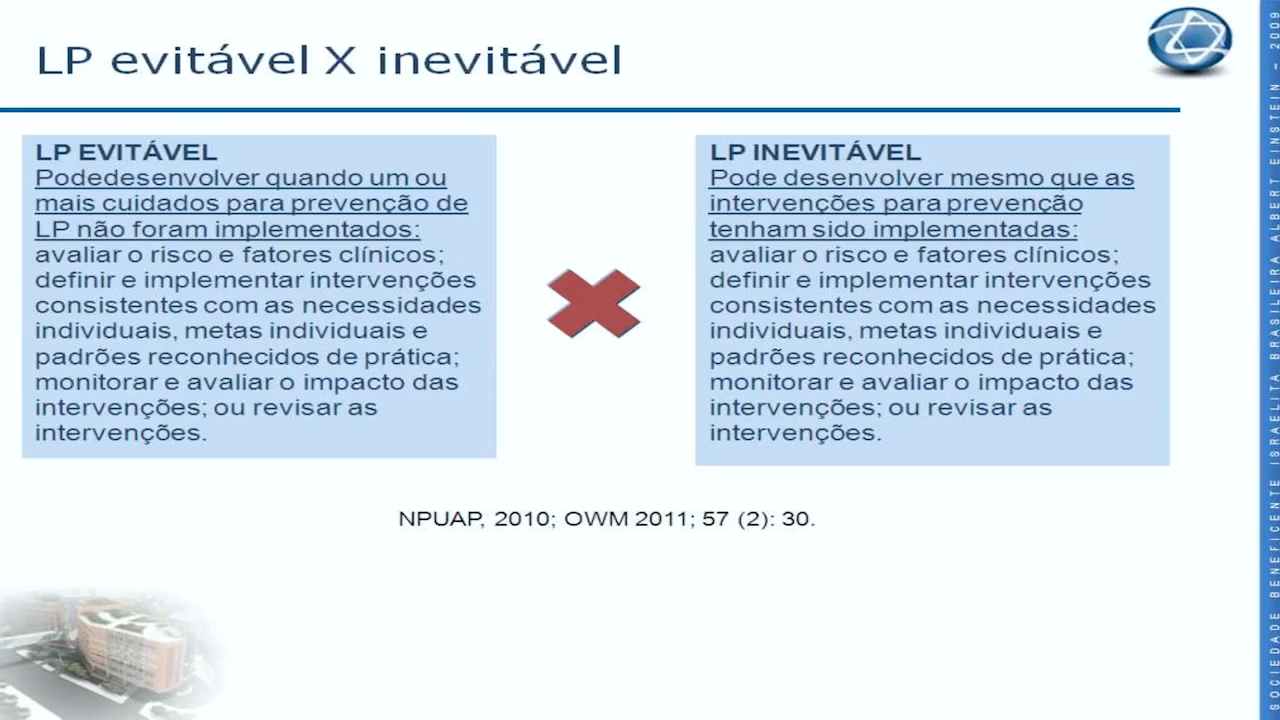 LP evitável X inevitável
LP EVITÁVEL
Podedesenvolver quando um ou
mais cuidados para prevenção de
LP não foram implementados:
avaliar o risco e fatores clínicos;
definir e implementar intervenções
consistentes com as necessidades
individuais, metas individuais e
padrões reconhecidos de prática;
monitorar e avaliar o impacto das
intervenções; ou revisar as
intervenções.
LP INEVITÁVEL
Pode desenvolver mesmo que as
intervenções para prevenção
tenham sido implementadas:
avaliar o risco e fatores clínicos;
definir e implementar intervenções
consistentes com as necessidades
individuais, metas individuais e
padrões reconhecidos de prática;
monitorar e avaliar o impacto das
intervenções; ou revisar as
intervenções.
NPUAP, 2010; OWM 2011; 57 (2): 30.
SOCIEDADE BENEFICENTE ISRAELITA BRASILEIRA ALBERT EINSTEIN - 2009